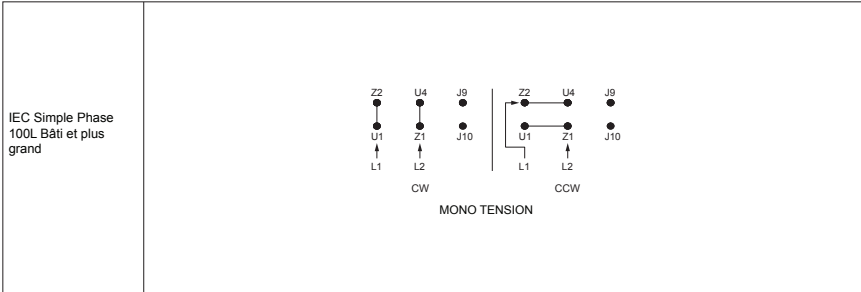 IEC Simple Phase
100L Bâti et plus
grand
Z2 U4 J9 Z2 U4 J9
U1 Z1 J10 U1 Z1 J10
L1 L2 L1 L2
CW CCW
MONO TENSION